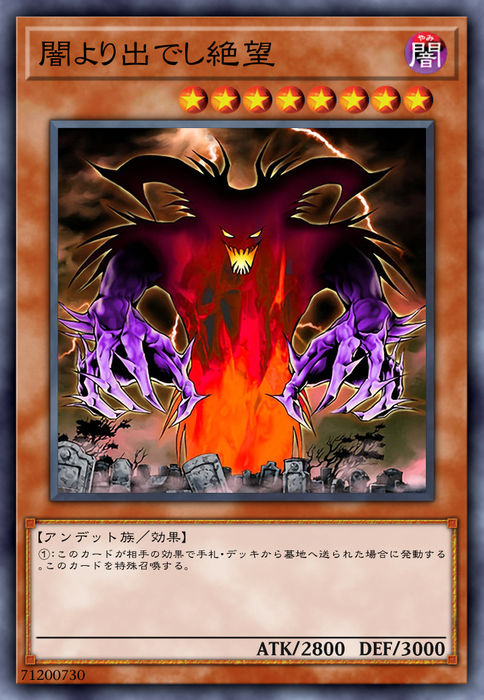 闇より出でし絶望
やみ
闇
【アンデット族／効果】
①:このカードが相手の効果で手札・デッキから墓地へ送られた場合に発動する
。このカードを特殊召喚する。
ATK/2800 DEF/3000
71200730